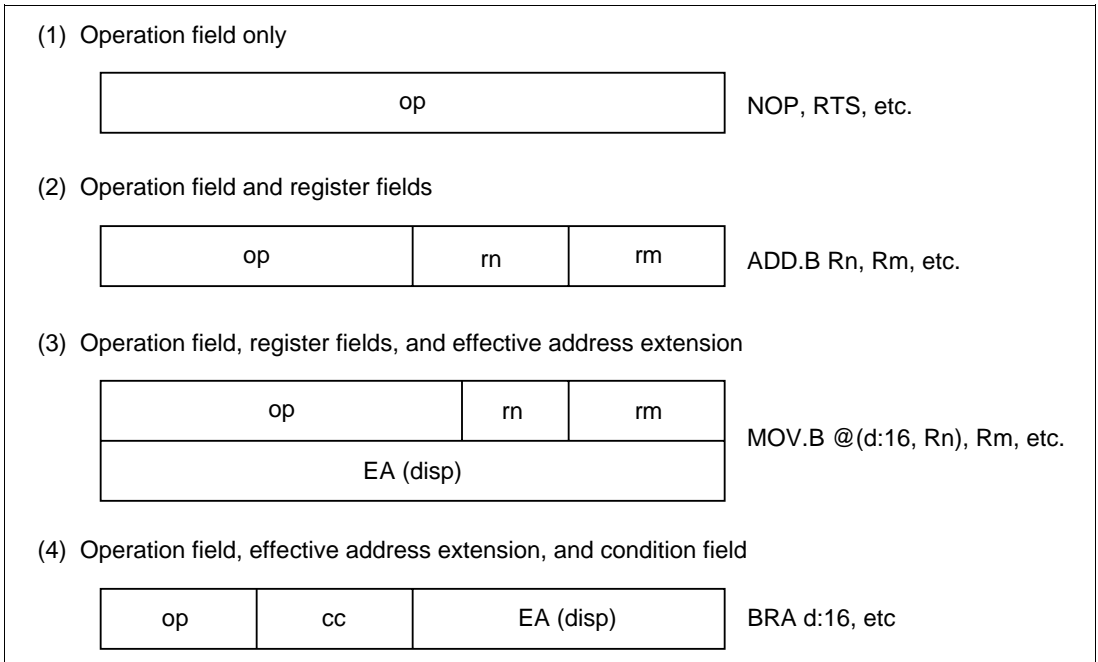 (1) Operation field only
op
NOP, RTS, etc.
(2) Operation field and register fields
op rn rm
ADD.B Rn, Rm, etc.
(3) Operation field, register fields, and effective address extension
op rn rm
MOV.B @(d:16, Rn), Rm, etc.
EA (disp)
(4) Operation field, effective address extension, and condition field
op cc EA (disp)
BRA d:16, etc